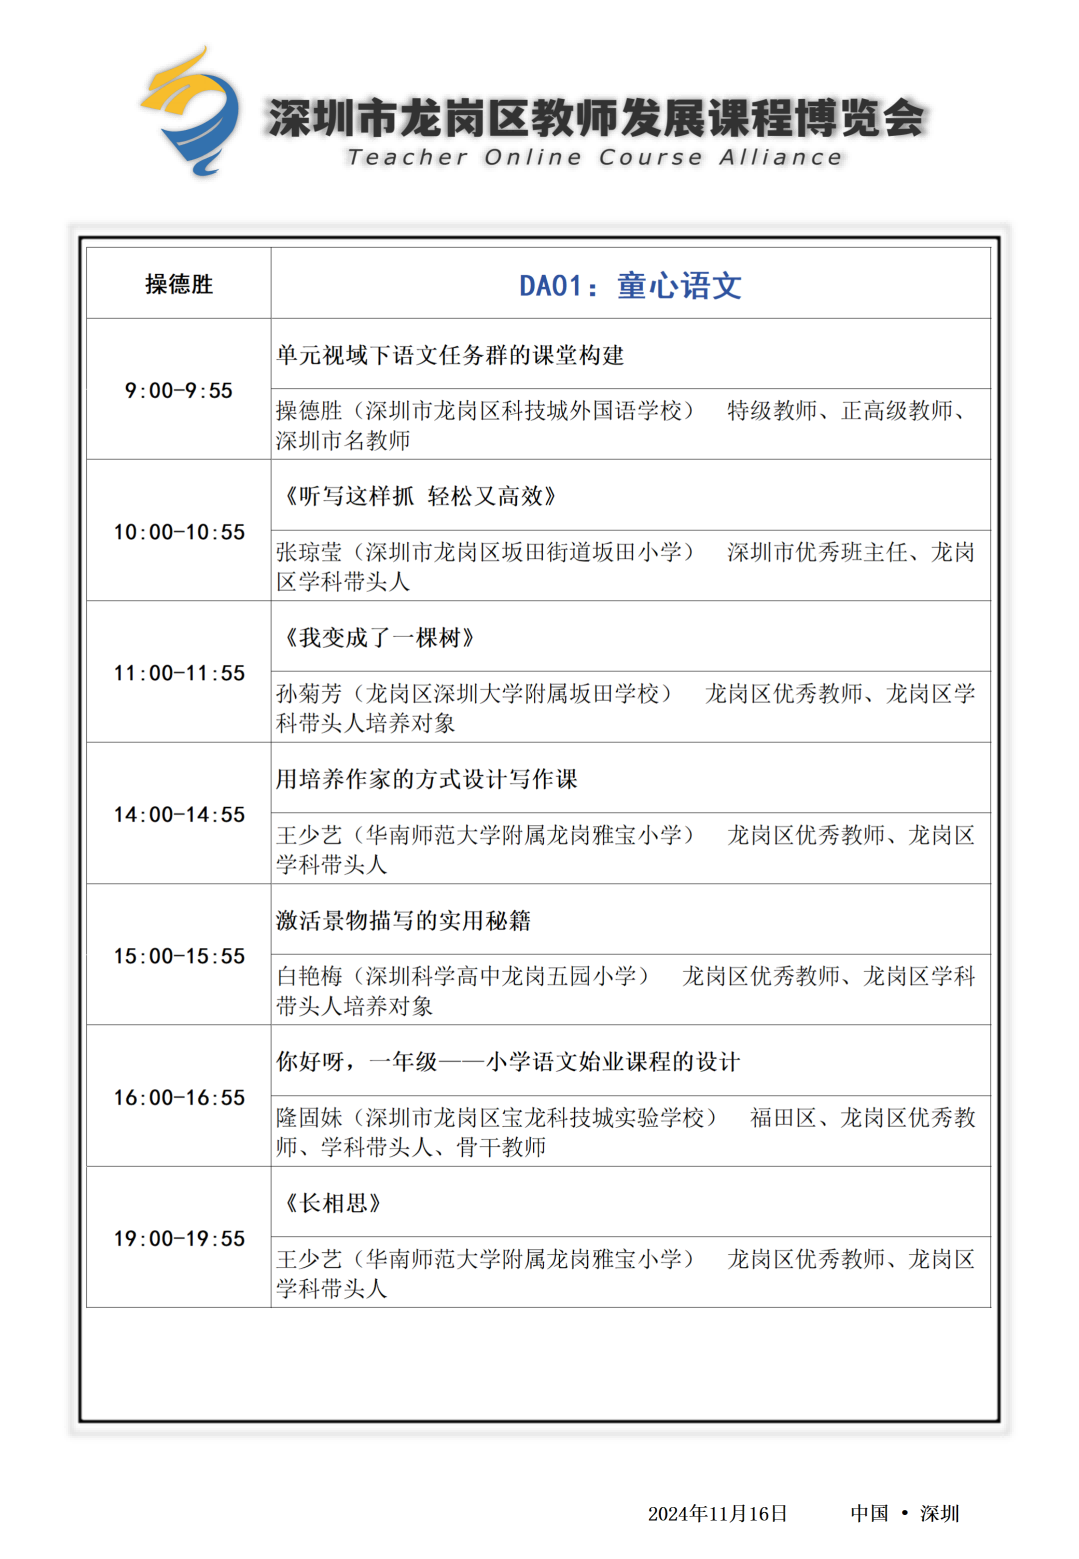 深圳市龙岗区教师发展课程博览会
Teacher Online Course Alliance
操德胜
DA01：童心语文
9:00-9:55
单元视域下语文任务群的课堂构建
操德胜（深圳市龙岗区科技城外国语学校） 特级教师、正高级教师、
深圳市名教师
10:00-10:55
《听写这样抓 轻松又高效》
张琼莹（深圳市龙岗区坂田街道坂田小学） 深圳市优秀班主任、龙岗
区学科带头人
11:00-11:55
《我变成了一棵树》
孙菊芳（龙岗区深圳大学附属坂田学校） 龙岗区优秀教师、龙岗区学
科带头人培养对象
14:00-14:55
用培养作家的方式设计写作课
王少艺（华南师范大学附属龙岗雅宝小学） 龙岗区优秀教师、龙岗区
学科带头人
15:00-15:55
激活景物描写的实用秘籍
白艳梅（深圳科学高中龙岗五园小学） 龙岗区优秀教师、龙岗区学科
带头人培养对象
16:00-16:55
你好呀，一年级——小学语文始业课程的设计
隆固妹（深圳市龙岗区宝龙科技城实验学校） 福田区、龙岗区优秀教
师、学科带头人、骨干教师
19:00-19:55
《长相思》
王少艺（华南师范大学附属龙岗雅宝小学） 龙岗区优秀教师、龙岗区
学科带头人
2024年11月16日 中国 • 深圳